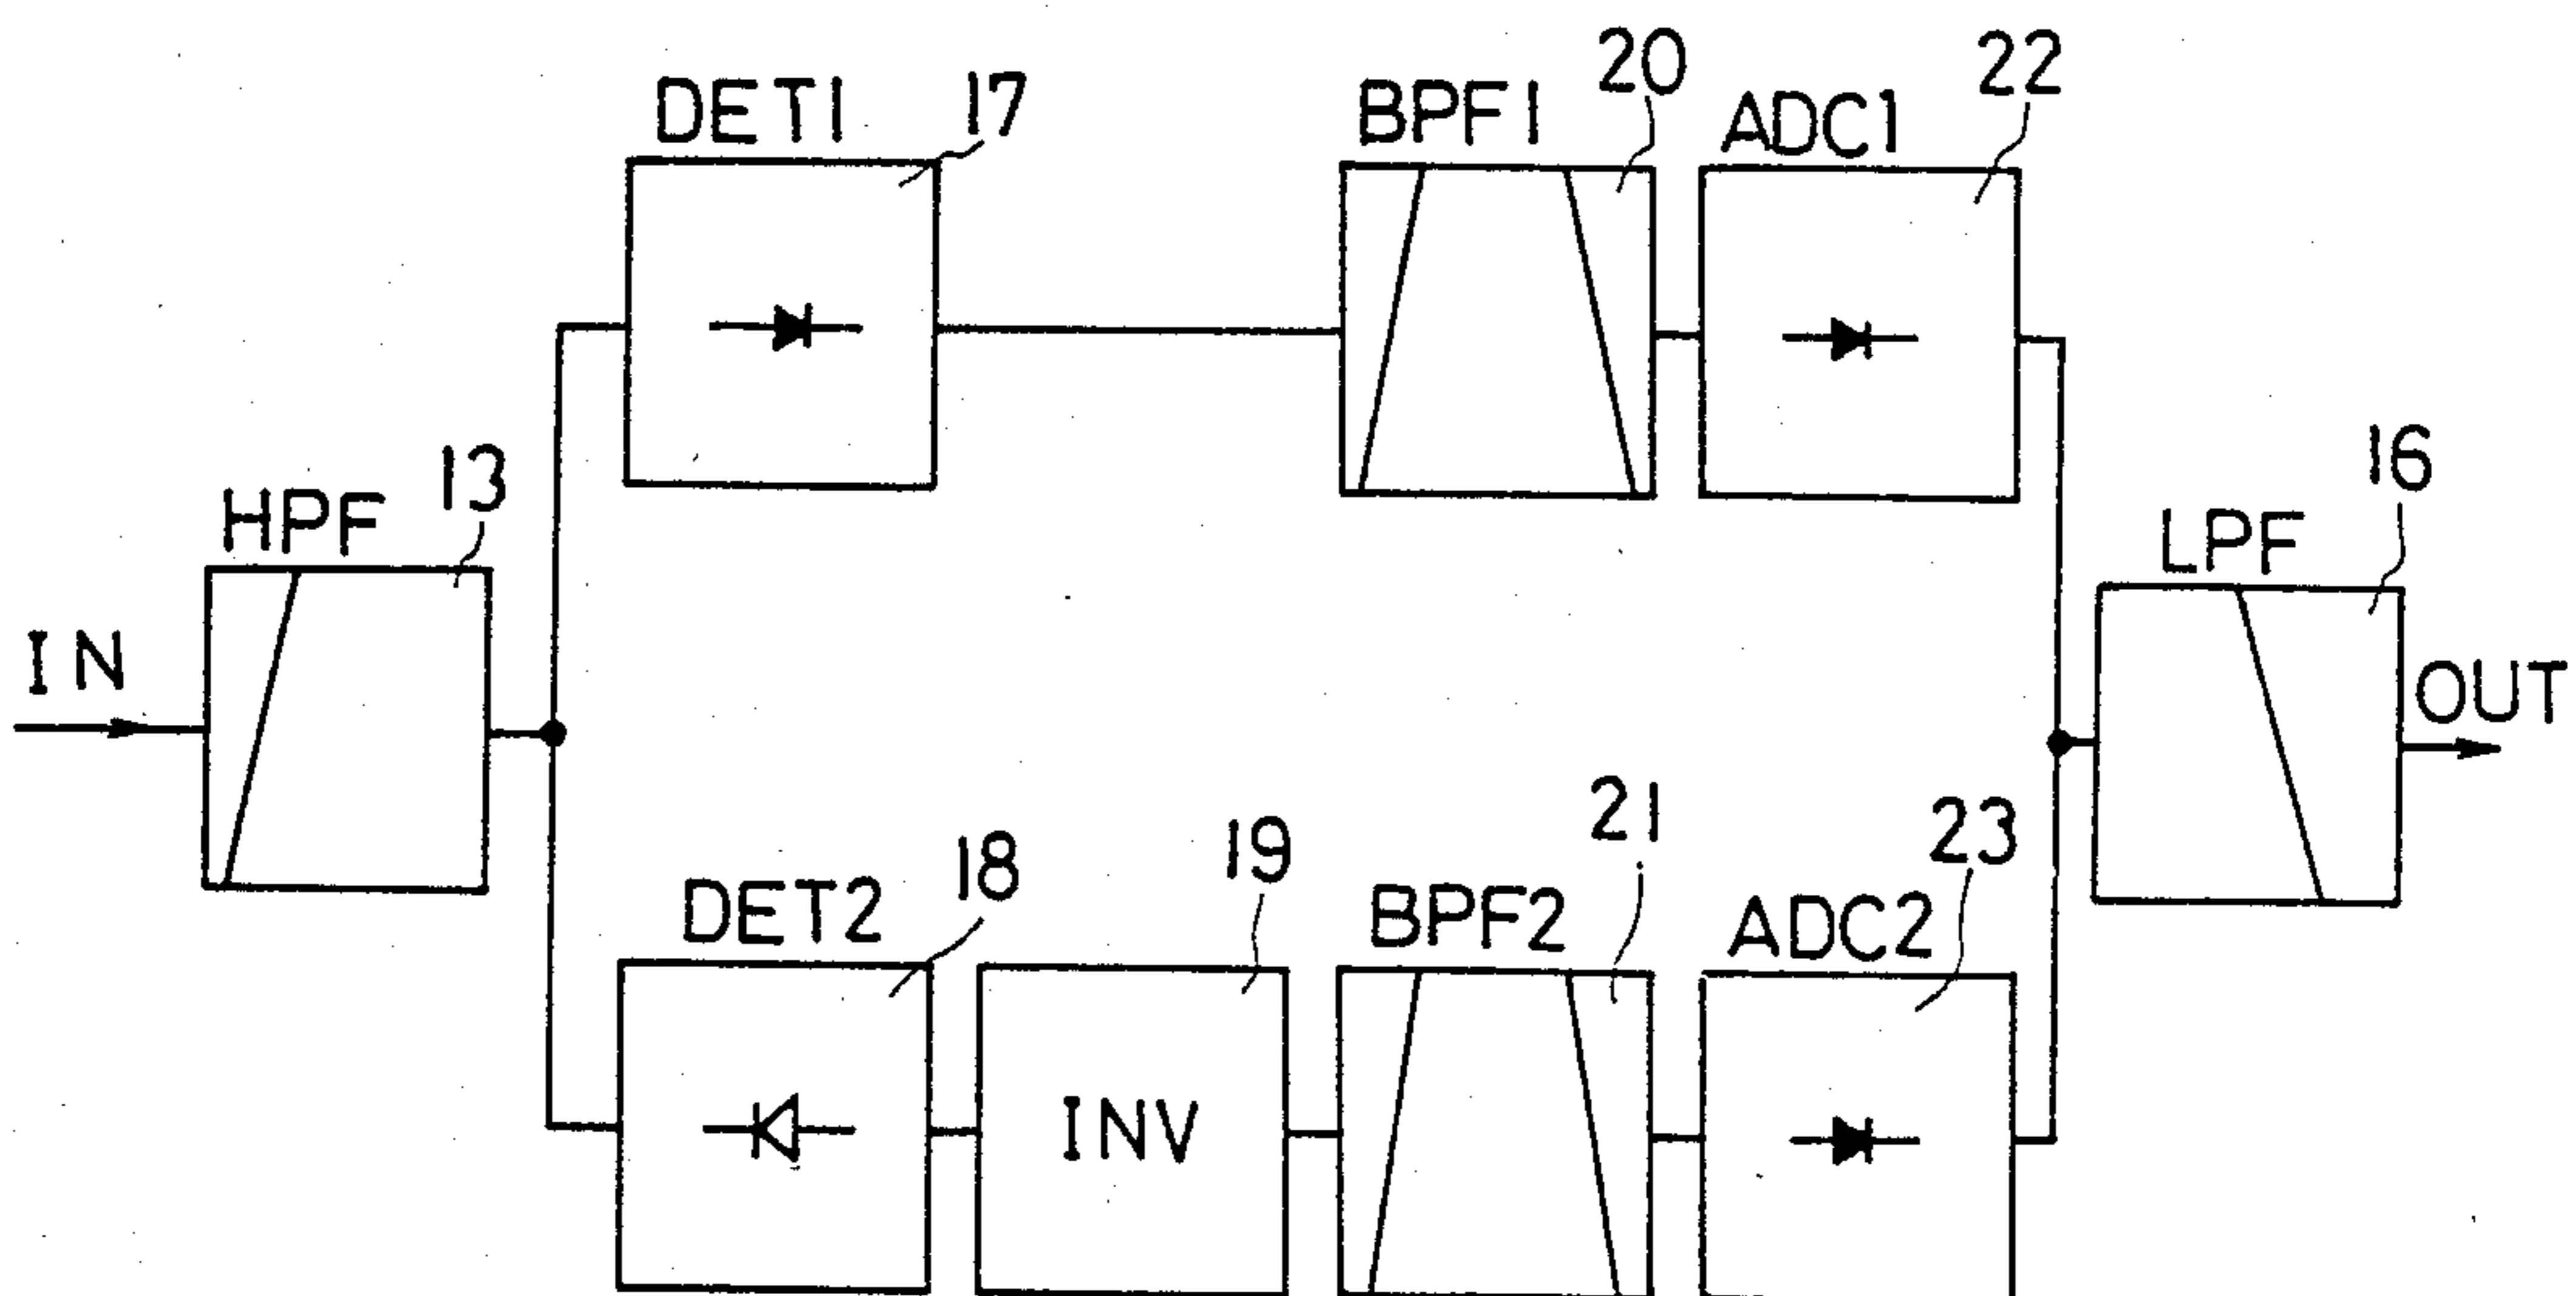 DET1
17
BPF1
20
ADC1
22
HPF
13
IN
LPF
16
OUT
DET2
18
19
INV
BPF2
21
ADC2
23